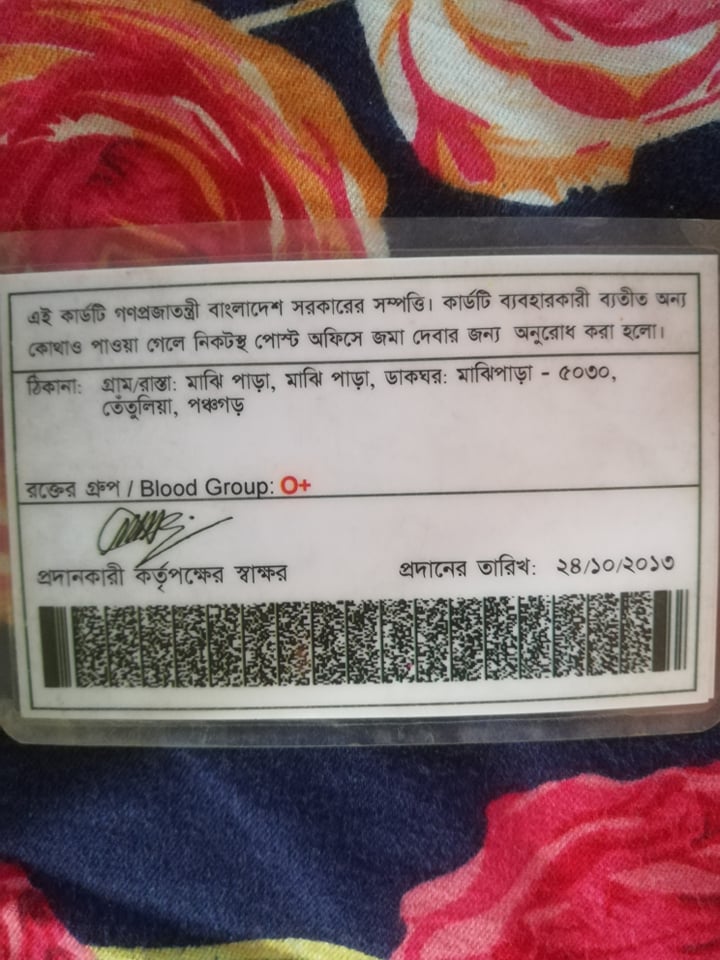 এই কার্ডটি গণপ্রজাতন্ত্রী বাংলাদেশ সরকারের সম্পত্তি। কার্ডটি ব্যবহারকারী ব্যতীত অন্য
কোথাও পাওয়া গেলে নিকটস্থ পোস্ট অফিসে জমা দেবার জন্য অনুরোধ করা হলো।
ঠিকানা: গ্রাম/রাস্তা: মাঝি পাড়া, মাঝি পাড়া, ডাকঘর: মাঝিপাড়া - ৫০৩০,
তেঁতুলিয়া, পঞ্চগড়
রক্তের গ্রুপ / Blood Group: O+
প্রদানকারী কর্তৃপক্ষের স্বাক্ষর প্রদানের তারিখ: ২৪/১০/২০১৩